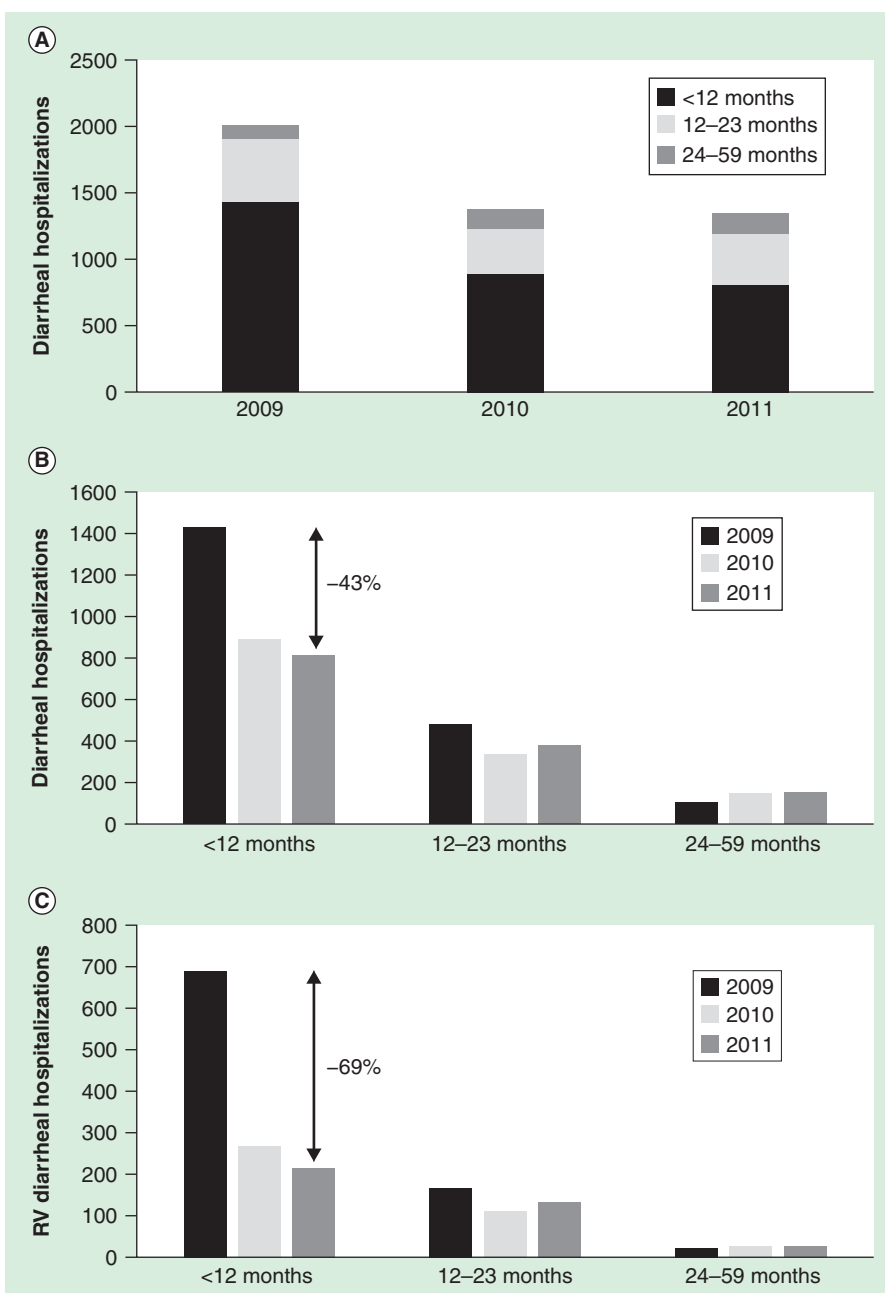 A
Diarrheal hospitalizations
2500
2000
1500
1000
500
0
<12 months
12–23 months
24–59 months
2009
2010
2011
B
Diarrheal hospitalizations
1600
1400
1200
1000
800
600
400
200
0
–43%
2009
2010
2011
<12 months
12–23 months
24–59 months
C
RV diarrheal hospitalizations
800
700
600
500
400
300
200
100
0
–69%
2009
2010
2011
<12 months
12–23 months
24–59 months